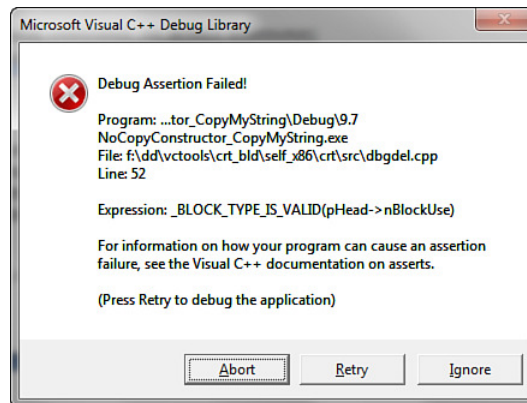 Microsoft Visual C++ Debug Library
Debug Assertion Failed!
Program: ...tor_CopyMyString\Debug\9.7
NoCopyConstructor_CopyMyString.exe
File: f:\dd\vctools\crt_bld\self_x86\crt\src\dbgdel.cpp
Line: 52
Expression: _BLOCK_TYPE_IS_VALID(pHead->nBlockUse)
For information on how your program can cause an assertion
failure, see the Visual C++ documentation on asserts.
(Press Retry to debug the application)
Abort Retry Ignore